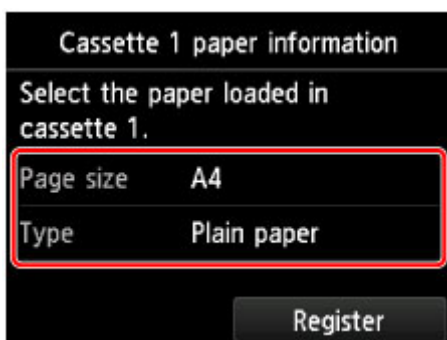 Cassette 1 paper information
Select the paper loaded in
cassette 1.
Page size A4
Type Plain paper
Register